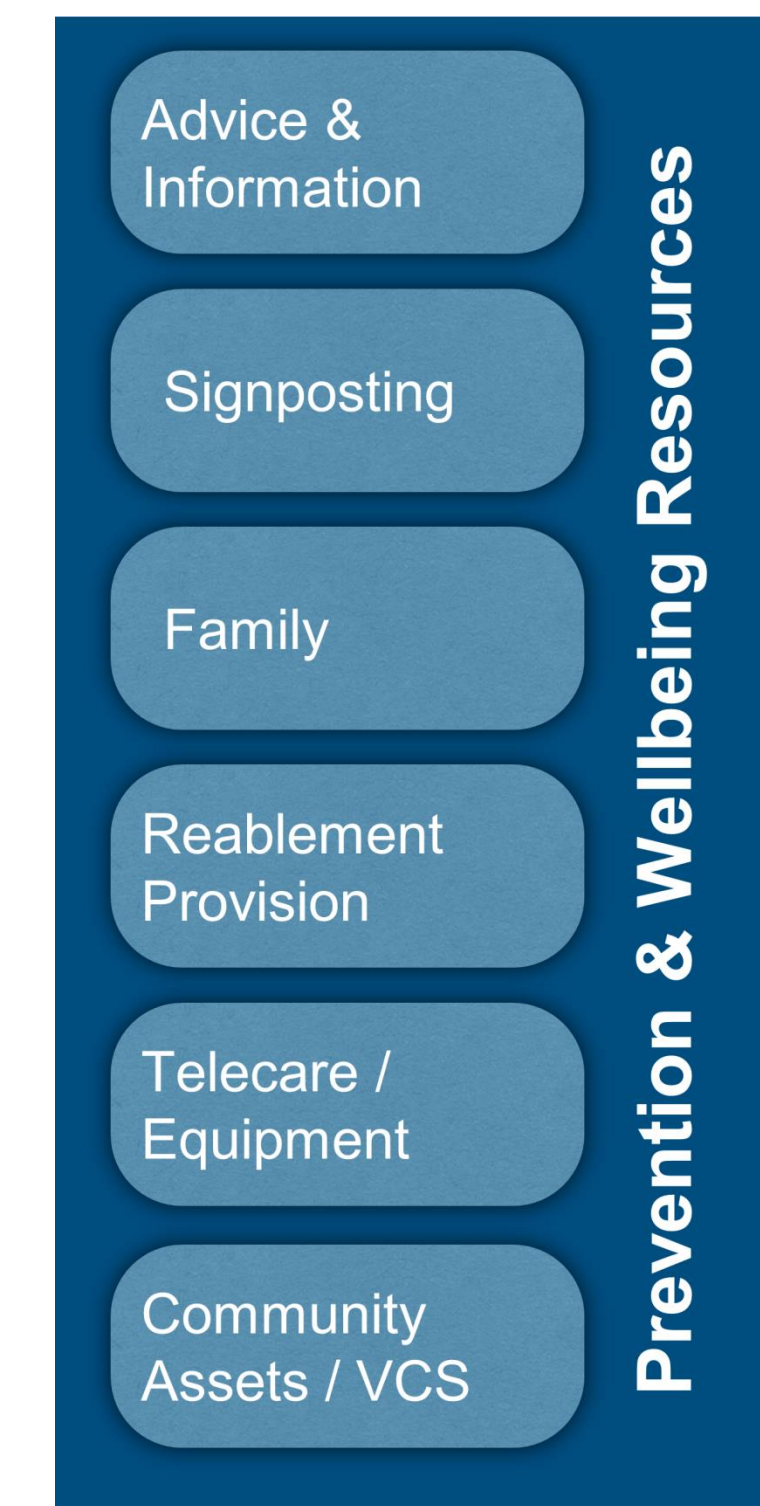 Advice &
Information
Signposting
Family
Reablement
Provision
Telecare /
Equipment
Community
Assets / VCS
Prevention & Wellbeing Resources